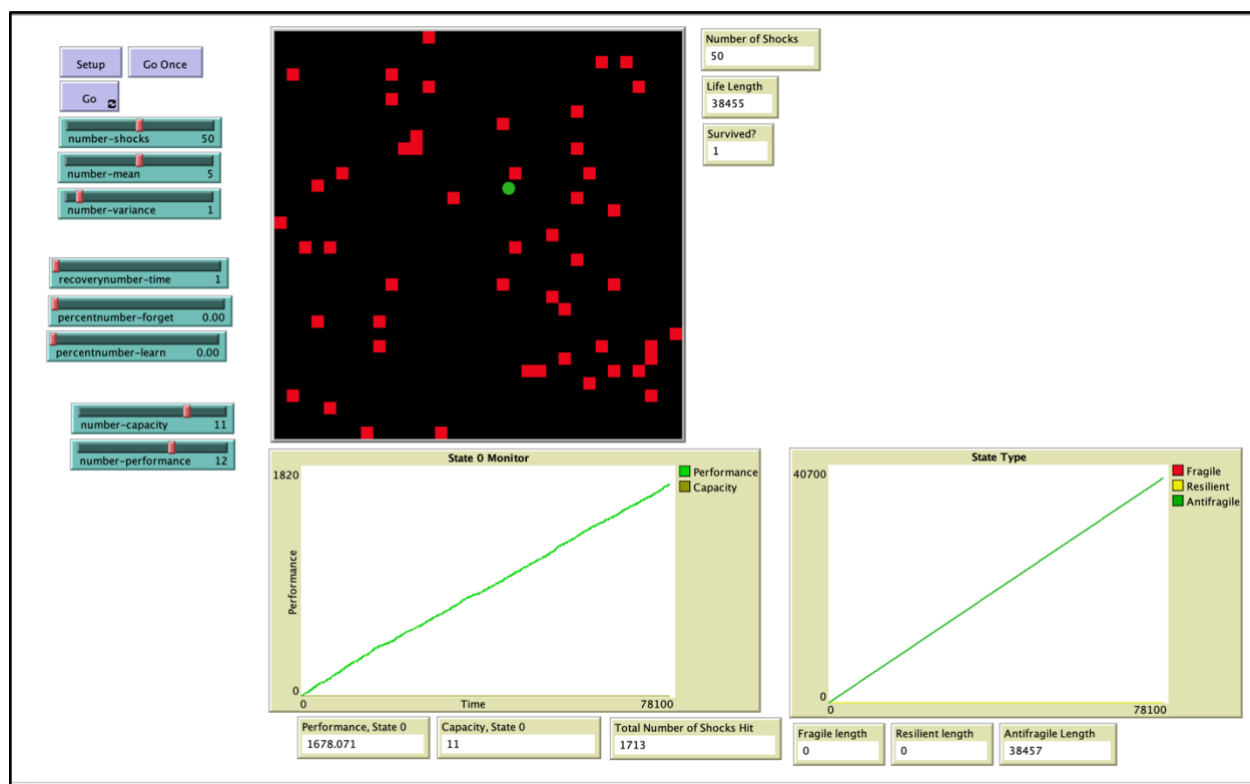 Setup
Go Once
Go
number-shocks 50
number-mean 5
number-variance 1
recoverynumber-time 1
percentnumber-forget 0.00
percentnumber-learn 0.00
number-capacity 11
number-performance 12
Number of Shocks
50
Life Length
38455
Survived?
1
State 0 Monitor
1820
Performance
0
0
Time
78100
Performance
Capacity
State Type
40700
0
0
78100
Fragile
Resilient
Antifragile
Performance, State 0
1678.071
Capacity, State 0
11
Total Number of Shocks Hit
1713
Fragile length
0
Resilient length
0
Antifragile Length
38457